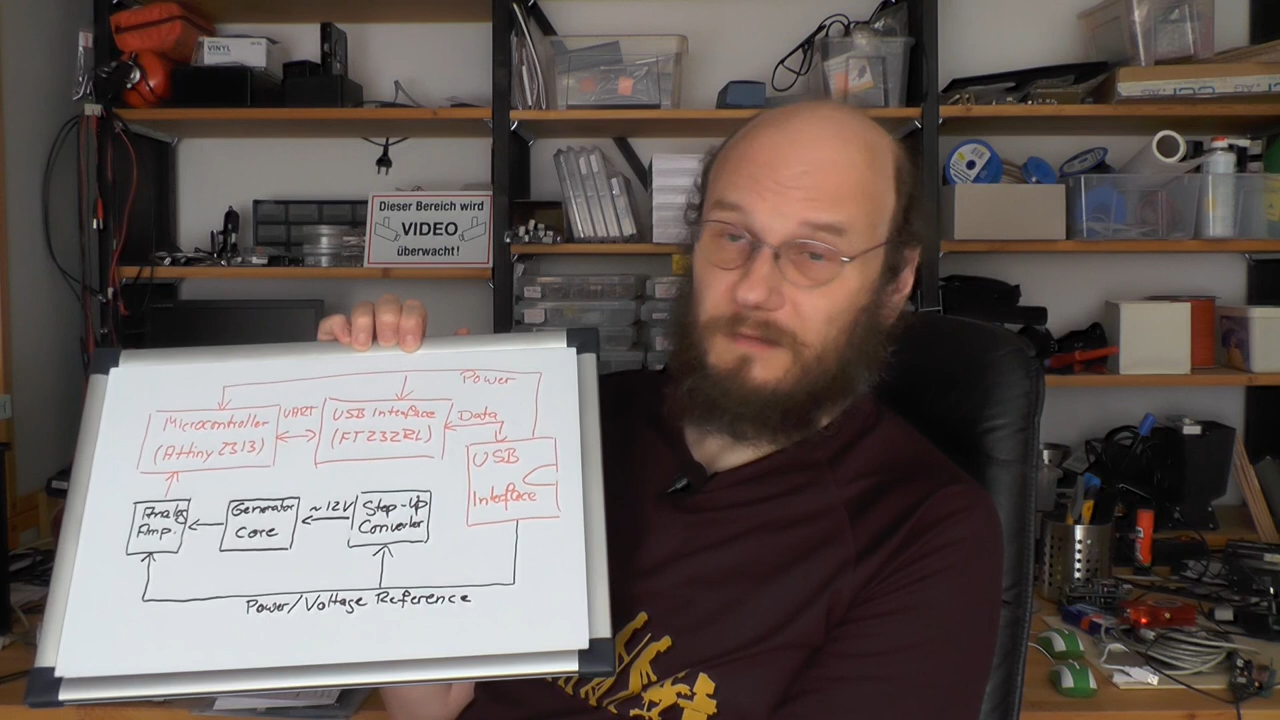 VINYL
Dieser Bereich wird
VIDEO
überwacht!
Power
Microcontroller
(Attiny 2313)
UART
USB Interface
(FT232RL)
Data
USB
Interface
Analog
Amp.
Generator
Core
~12V
Step-Up
Converter
Power/Voltage Reference